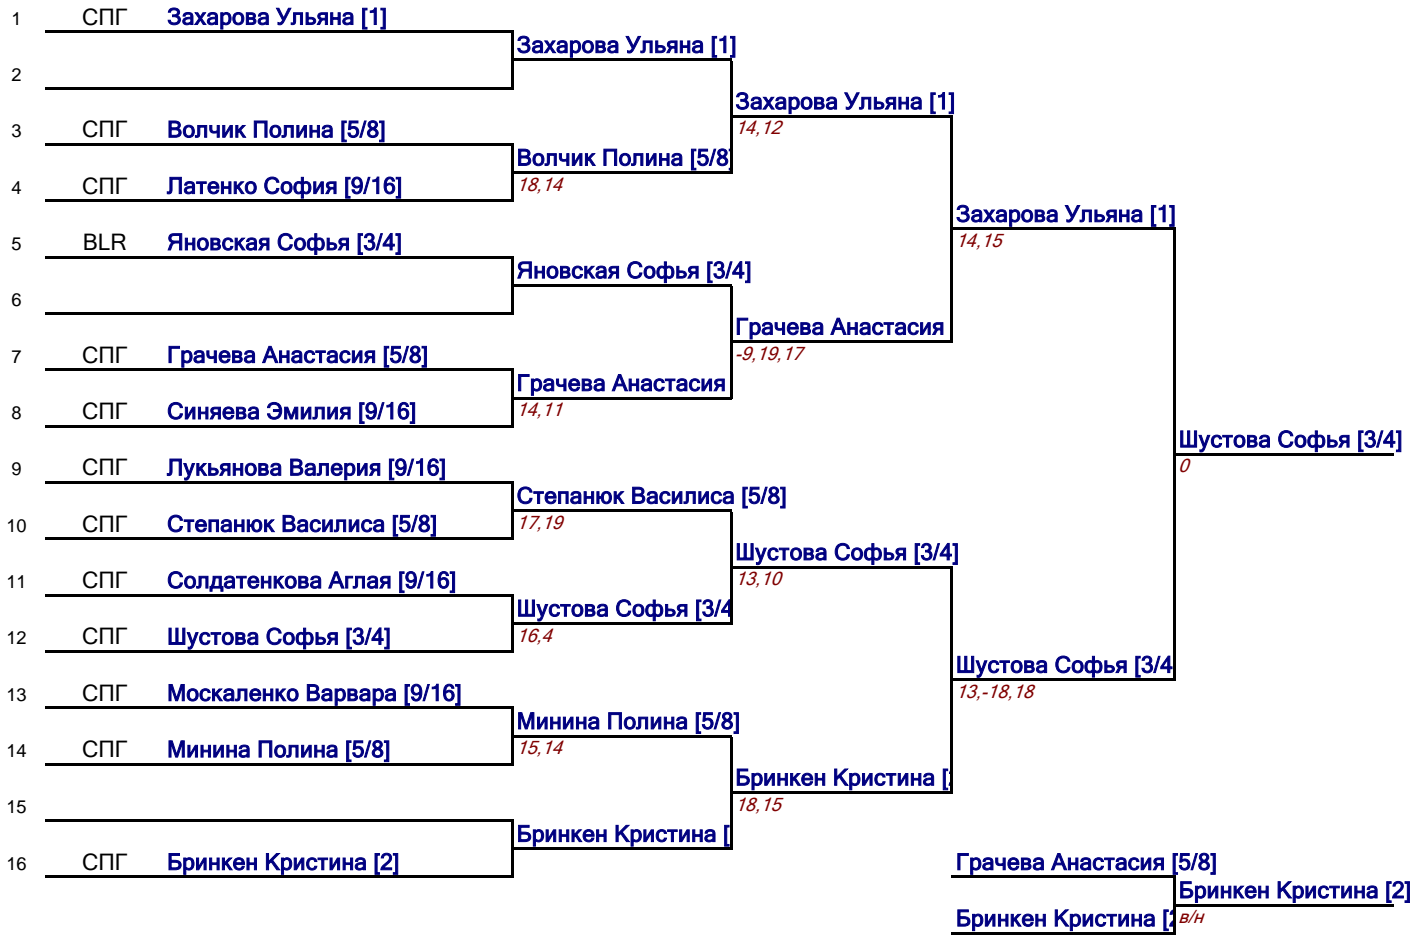 1 СПГ Захарова Ульяна [1]
Захарова Ульяна [1]
2
Захарова Ульяна [1]
14,12
3 СПГ Волчик Полина [5/8]
Волчик Полина [5/8]
18,14
4 СПГ Латенко София [9/16]
Захарова Ульяна [1]
14,15
5 BLR Яновская Софья [3/4]
Яновская Софья [3/4]
6
Грачева Анастасия
-9,19,17
7 СПГ Грачева Анастасия [5/8]
Грачева Анастасия
14,11
8 СПГ Синяева Эмилия [9/16]
Шустова Софья [3/4]
0
9 СПГ Лукьянова Валерия [9/16]
Степанюк Василиса [5/8]
17,19
10 СПГ Степанюк Василиса [5/8]
Шустова Софья [3/4]
13,10
11 СПГ Солдатенкова Аглая [9/16]
Шустова Софья [3/4
16,4
12 СПГ Шустова Софья [3/4]
Шустова Софья [3/4
13,-18,18
13 СПГ Москаленко Варвара [9/16]
Минина Полина [5/8]
15,14
14 СПГ Минина Полина [5/8]
Бринкен Кристина [2
18,15
15
Бринкен Кристина [
16 СПГ Бринкен Кристина [2]
Грачева Анастасия [5/8]
Бринкен Кристина [2]
в/н
Бринкен Кристина [2